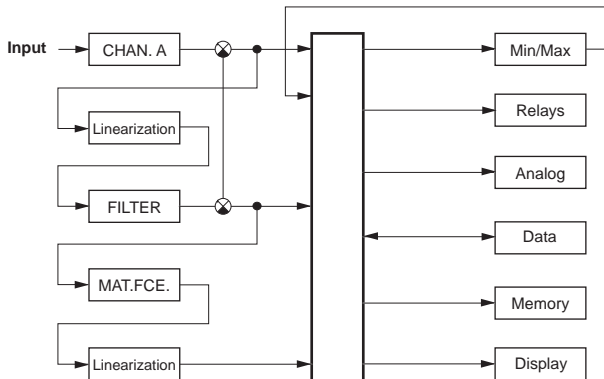 Input
CHAN. A
Min/Max
Relays
Linearization
Analog
FILTER
Data
MAT.FCE.
Memory
Linearization
Display